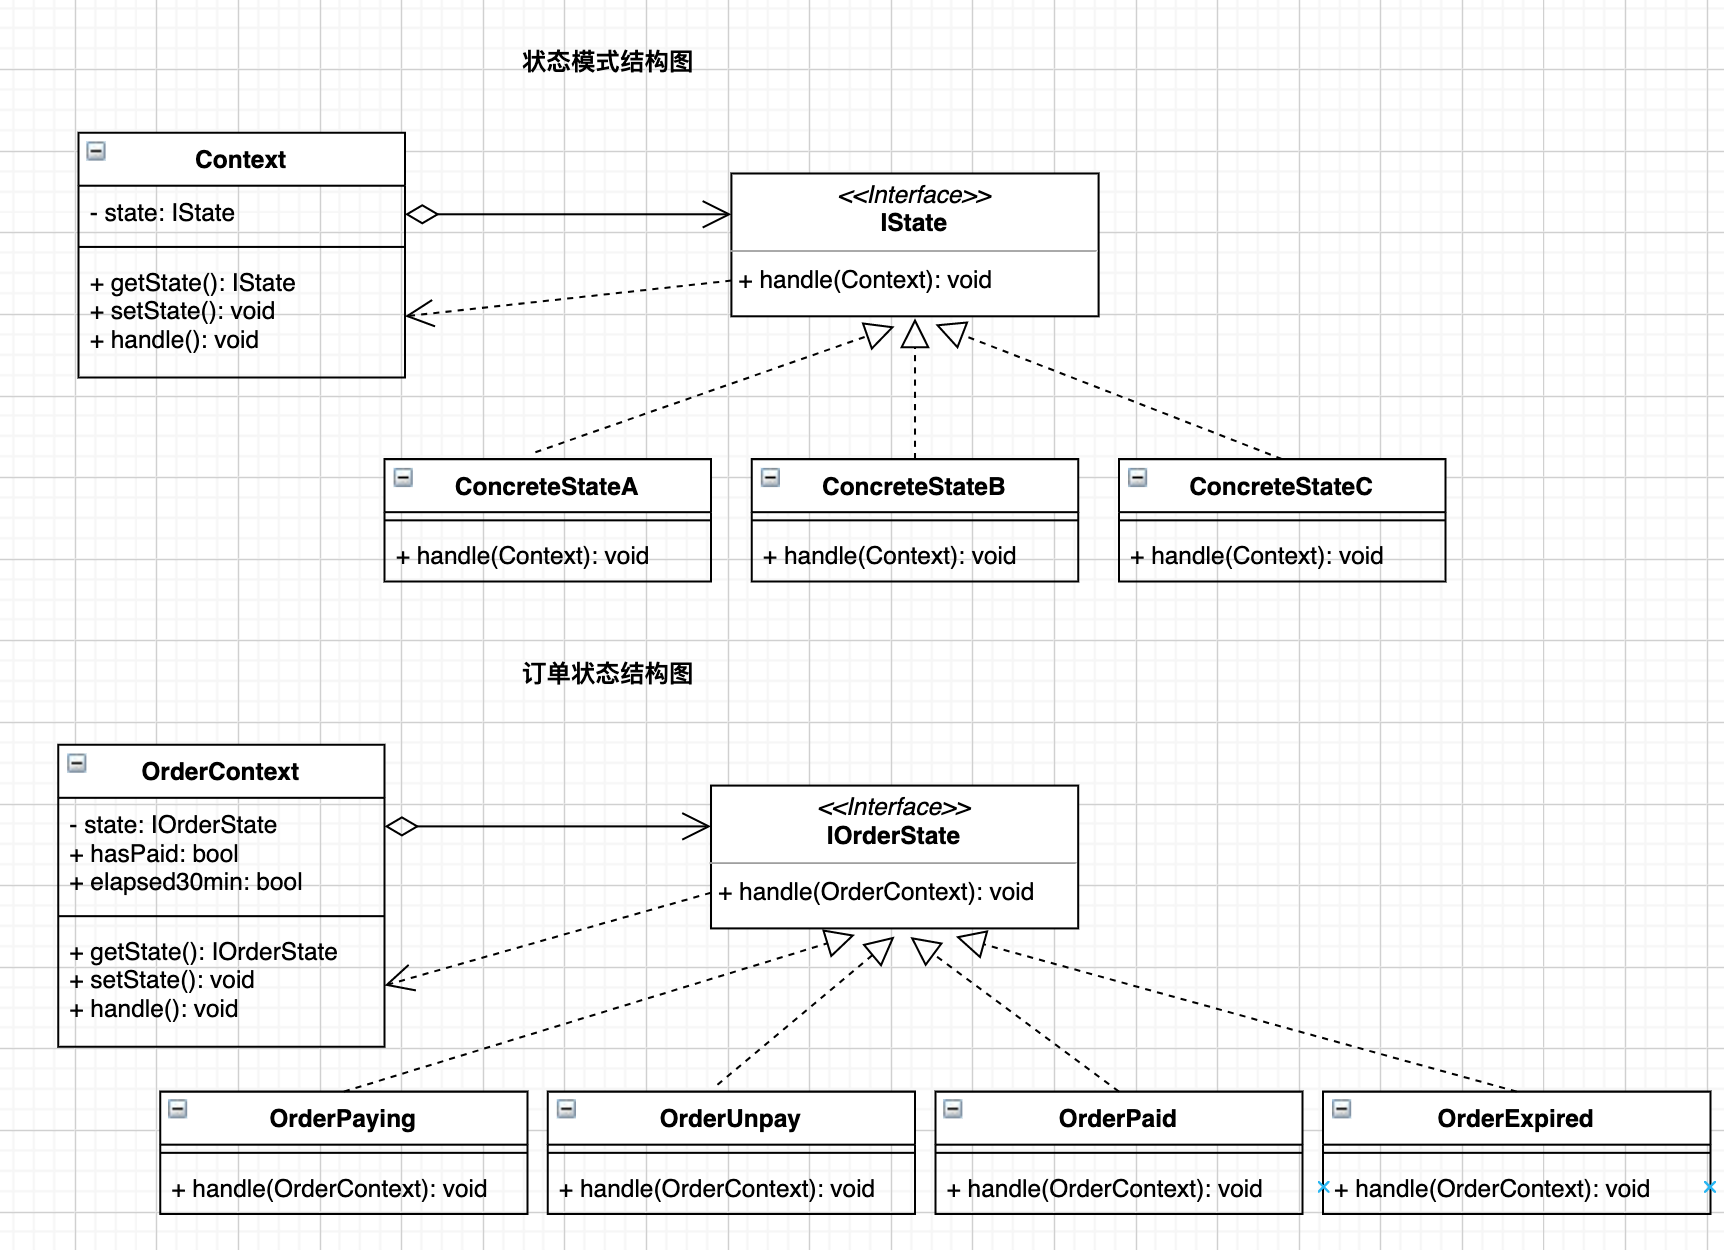 状态模式结构图
Context
- state: IState
+ getState(): IState
+ setState(): void
+ handle(): void
<<Interface>>
IState
+ handle(Context): void
ConcreteStateA
+ handle(Context): void
ConcreteStateB
+ handle(Context): void
ConcreteStateC
+ handle(Context): void
订单状态结构图
OrderContext
- state: IOrderState
+ hasPaid: bool
+ elapsed30min: bool
+ getState(): IOrderState
+ setState(): void
+ handle(): void
<<Interface>>
IOrderState
+ handle(OrderContext): void
OrderPaying
+ handle(OrderContext): void
OrderUnpay
+ handle(OrderContext): void
OrderPaid
+ handle(OrderContext): void
OrderExpired
+ handle(OrderContext): void